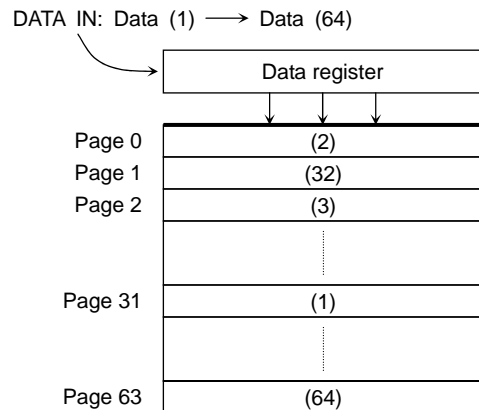 DATA IN: Data (1) ⟶ Data (64)
Data register
Page 0 (2)
Page 1 (32)
Page 2 (3)
Page 31 (1)
Page 63 (64)